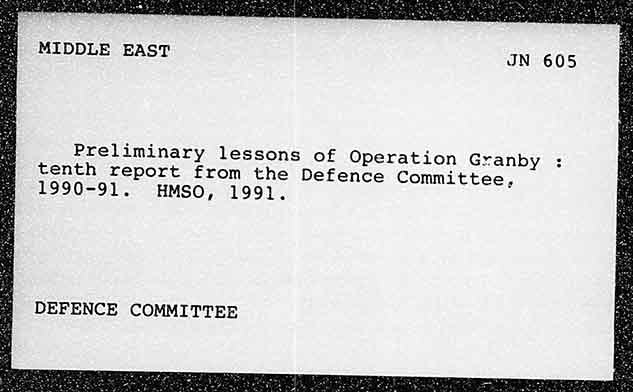 MIDDLE EAST JN 605
Preliminary lessons of Operation Granby :
tenth report from the Defence Committee,
1990-91. HMSO, 1991.
DEFENCE COMMITTEE